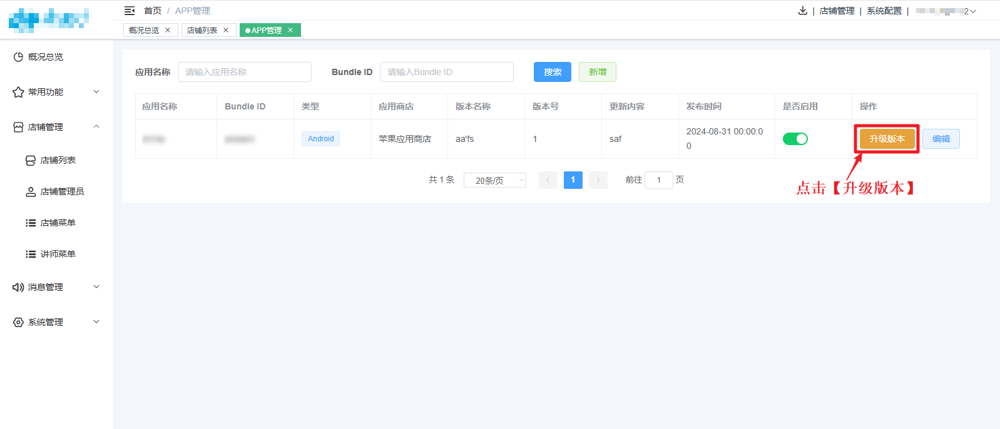 首页 / APP管理
| 店铺管理 | 系统配置 | 2
概况总览 店铺列表 APP管理
概况总览
常用功能
店铺管理
店铺列表
店铺管理员
店铺菜单
讲师菜单
消息管理
系统管理
应用名称 请输入应用名称 Bundle ID 请输入Bundle ID 搜索 新增
应用名称 Bundle ID 类型 应用商店 版本名称 版本号 更新内容 发布时间 是否启用 操作
Android 苹果应用商店 aa'fs 1 saf 2024-08-31 00:00:0
0
升级版本 编辑
共 1 条 20条/页 1 前往 1 页
点击【升级版本】